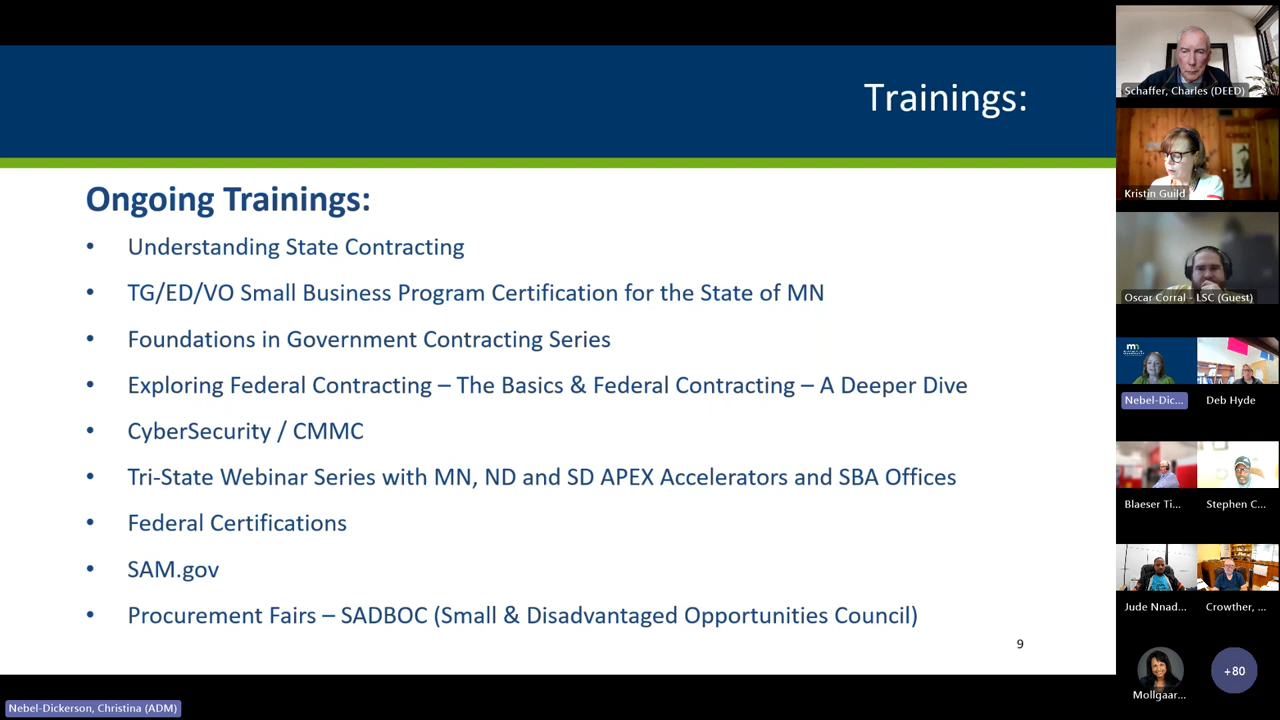 Trainings:
Ongoing Trainings:
• Understanding State Contracting
• TG/ED/VO Small Business Program Certification for the State of MN
• Foundations in Government Contracting Series
• Exploring Federal Contracting – The Basics & Federal Contracting – A Deeper Dive
• CyberSecurity / CMMC
• Tri-State Webinar Series with MN, ND and SD APEX Accelerators and SBA Offices
• Federal Certifications
• SAM.gov
• Procurement Fairs – SADBOC (Small & Disadvantaged Opportunities Council)
9
Nebel-Dickerson, Christina (ADM)
Schaffer, Charles (DEED)
Kristin Guild
Oscar Corral - LSC (Guest)
Nebel-Dic...
Deb Hyde
Blaeser Ti...
Stephen C...
Jude Nnad...
Crowther, ...
Mollgaar...
+80